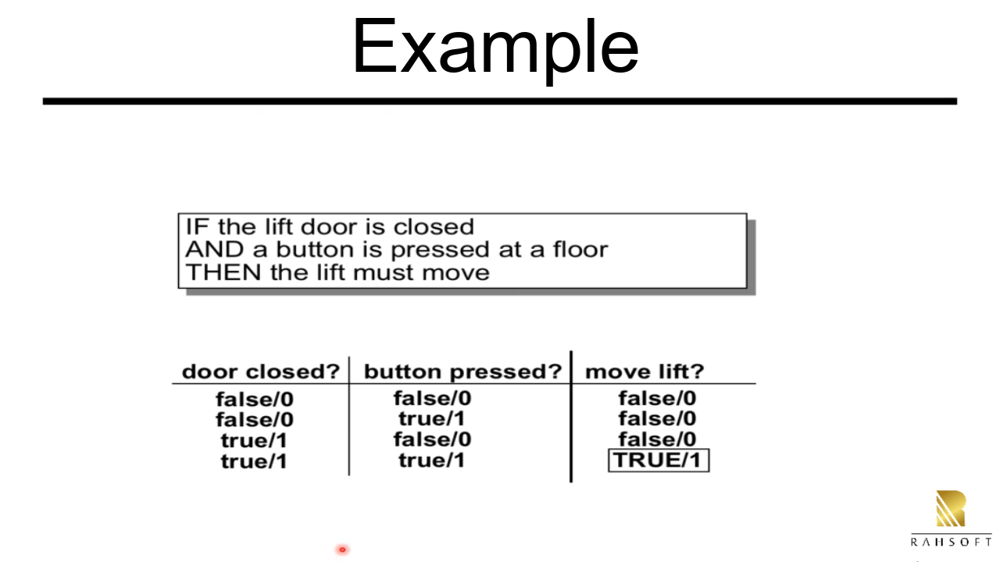 Example
IF the lift door is closed
AND a button is pressed at a floor
THEN the lift must move
door closed? button pressed? move lift?
false/0 false/0 false/0
false/0 true/1 false/0
true/1 false/0 false/0
true/1 true/1 TRUE/1
RAHSOFT